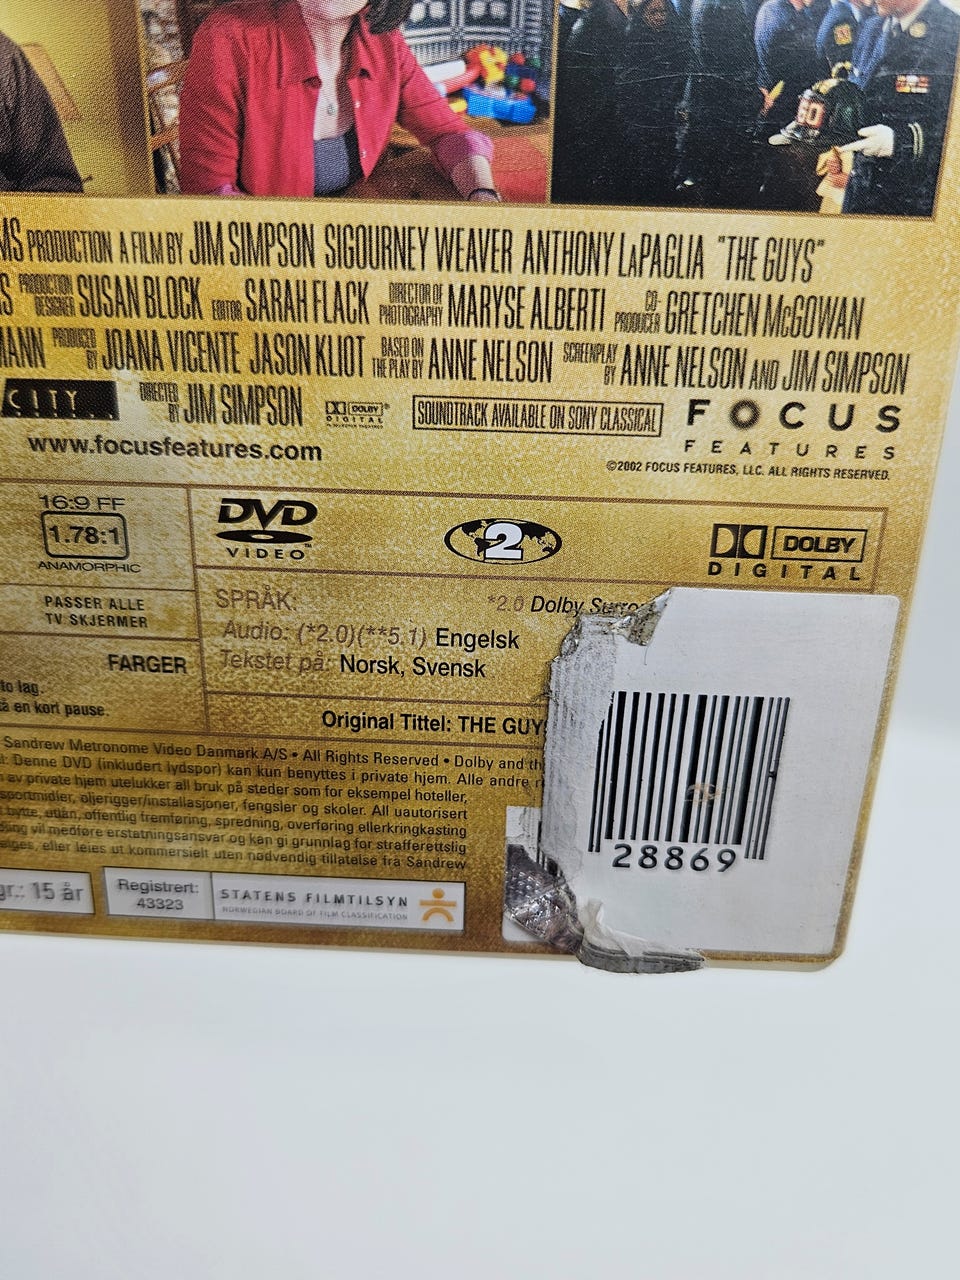 60
MS PRODUCTION A FILM BY JIM SIMPSON SIGOURNEY WEAVER ANTHONY LAPAGLIA "THE GUYS"
S PRODUCTION DESIGNER SUSAN BLOCK EDITOR SARAH FLACK DIRECTOR OF PHOTOGRAPHY MARYSE ALBERTI CO-PRODUCER GRETCHEN McGOWAN
MANN PRODUCED BY JOANA VICENTE JASON KLIOT BASED ON THE PLAY BY ANNE NELSON SCREENPLAY BY ANNE NELSON AND JIM SIMPSON
CITY DIRECTED BY JIM SIMPSON DOLBY DIGITAL SOUNDTRACK AVAILABLE ON SONY CLASSICAL FOCUS FEATURES
www.focusfeatures.com
©2002 FOCUS FEATURES, LLC. ALL RIGHTS RESERVED.
16:9 FF
1.78:1
ANAMORPHIC
DVD
VIDEO
2
DOLBY
DIGITAL
PASSER ALLE
TV SKJERMER
FARGER
to lag.
en kort pause.
SPRÅK: *2.0 Dolby Surro
Audio: (*2.0)(**5.1) Engelsk
Tekstet på: Norsk, Svensk
Original Tittel: THE GUY
Sandrew Metronome Video Danmark A/S • All Rights Reserved • Dolby and th
Denne DVD (inkludert lydspor) kan kun benyttes i private hjem. Alle andre r
av private hjem utelukker all bruk på steder som for eksempel hoteller,
sportmidler, oljerigger/installasjoner, fengsler og skoler. All uautorisert
bytte, utlån, offentlig fremføring, spredning, overføring ellerkringkasting
vil medføre erstatningsansvar og kan gi grunnlag for strafferettslig
selges, eller leies ut kommersielt uten nødvendig tillatelse fra Sandrew
gr.: 15 år
Registrert:
43323
STATENS FILMTILSYN
NORWEGIAN BOARD OF FILM CLASSIFICATION
28869